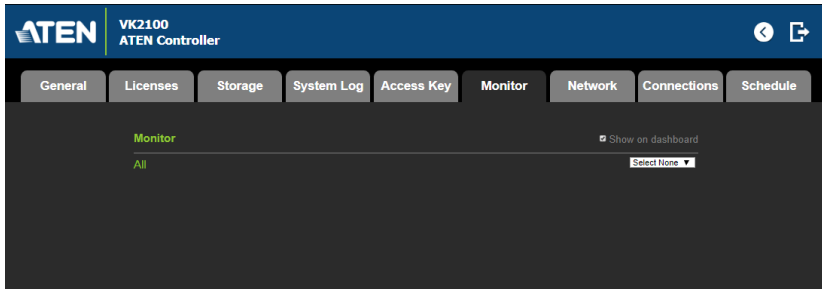 ATEN
VK2100
ATEN Controller
General Licenses Storage System Log Access Key Monitor Network Connections Schedule
Monitor Show on dashboard
All Select None